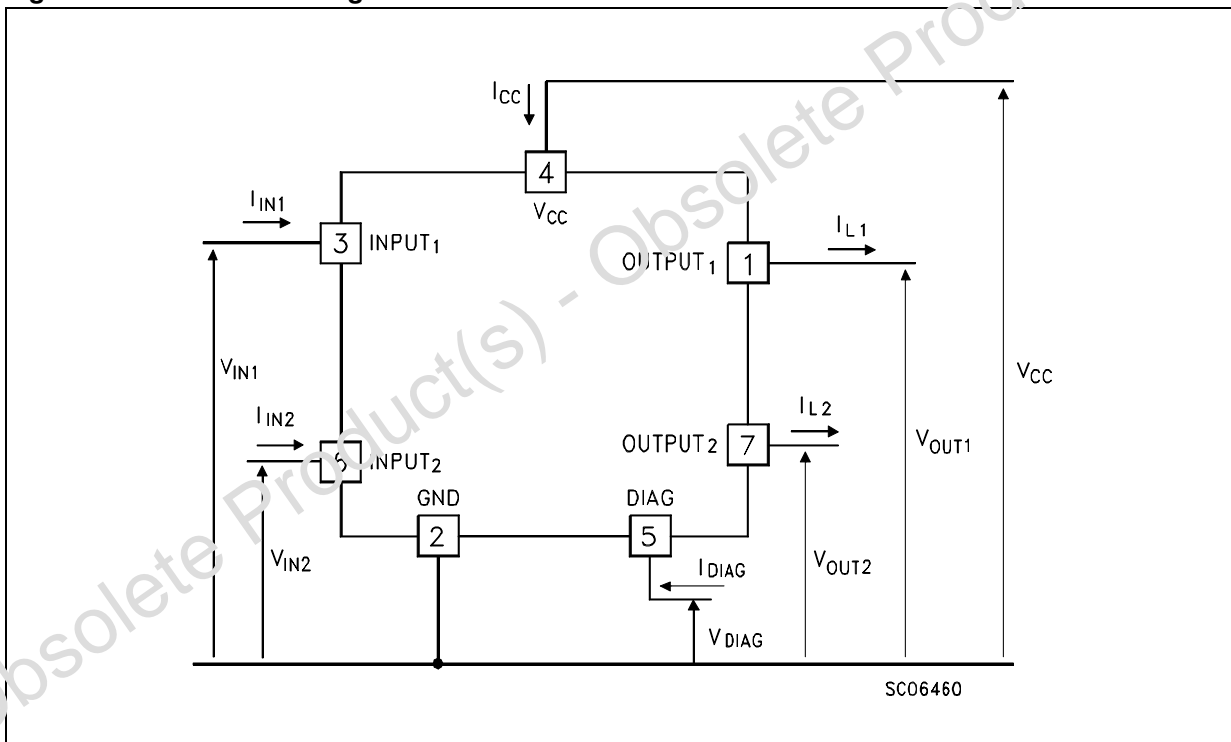 I_CC
4
V_CC
I_IN1
3 INPUT_1
OUTPUT_1 1
I_L1
V_IN1
V_CC
I_IN2
INPUT_2
OUTPUT_2 7
I_L2
V_OUT1
GND
2
DIAG
5
V_IN2
I_DIAG
V_OUT2
V_DIAG
SC06460
Obsolete Product(s) - Obsolete